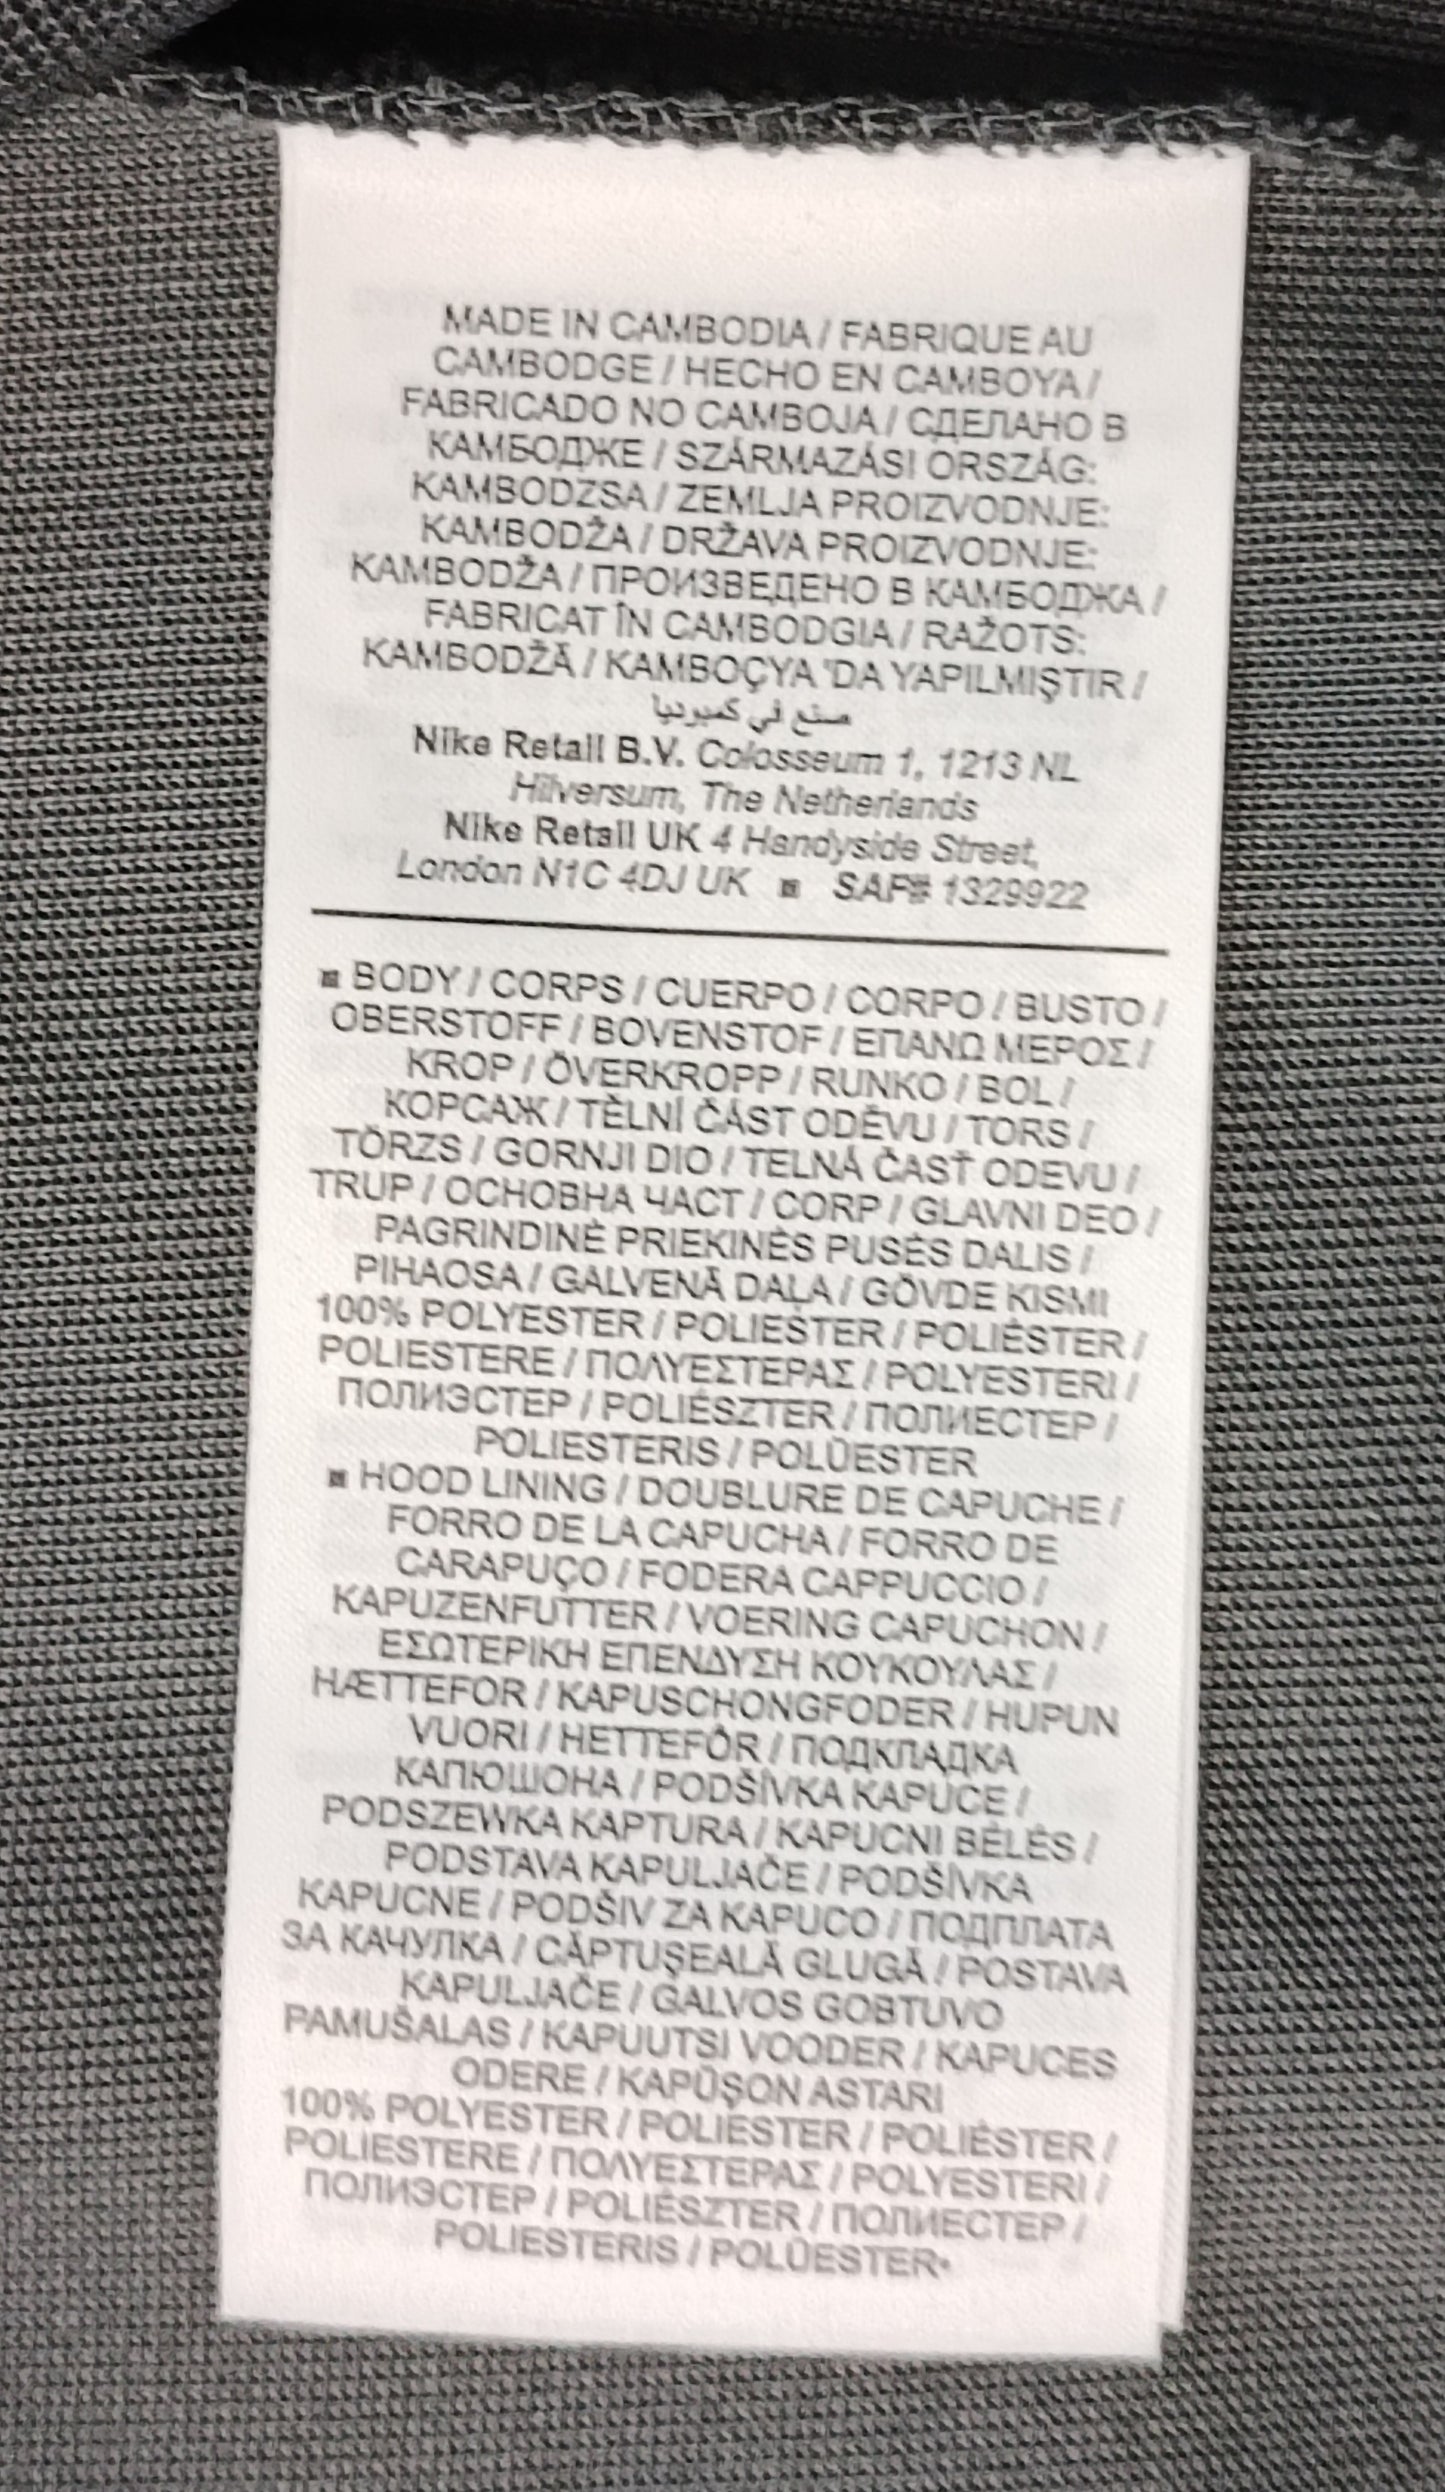 MADE IN CAMBODIA / FABRIQUE AU
CAMBODGE / HECHO EN CAMBOYA /
FABRICADO NO CAMBOJA / СДЕЛАНО В
КАМБОДЖЕ / SZÁRMAZÁSI ORSZÁG:
KAMBODZSA / ZEMLJA PROIZVODNJE:
KAMBODŽA / DRŽAVA PROIZVODNJE:
KAMBODŽA / ПРОИЗВЕДЕНО В КАМБОДЖА /
FABRICAT ÎN CAMBODGIA / RAŽOTS:
KAMBODŽĀ / KAMBOÇYA 'DA YAPILMIŞTIR /
صنع في كمبوديا
Nike Retail B.V. Colosseum 1, 1213 NL
Hilversum, The Netherlands
Nike Retail UK 4 Handyside Street,
London N1C 4DJ UK ■ SAF# 1329922
■ BODY / CORPS / CUERPO / CORPO / BUSTO /
OBERSTOFF / BOVENSTOF / ΕΠΑΝΩ ΜΕΡΟΣ /
KROP / ÖVERKROPP / RUNKO / BOL /
КОРСАЖ / TĚLNÍ ČÁST ODĚVU / TORS /
TÖRZS / GORNJI DIO / TELNÁ ČASŤ ODEVU /
TRUP / ОСНОВНА ЧАСТ / CORP / GLAVNI DEO /
PAGRINDINĖ PRIEKINĖS PUSĖS DALIS /
PIHAOSA / GALVENĀ DAĻA / GÖVDE KISMI
100% POLYESTER / POLIESTER / POLIÉSTER /
POLIESTERE / ΠΟΛΥΕΣΤΕΡΑΣ / POLYESTERI /
ПОЛИЭСТЕР / POLIÉSZTER / ПОЛИЕСТЕР /
POLIESTERIS / POLÜESTER
■ HOOD LINING / DOUBLURE DE CAPUCHE /
FORRO DE LA CAPUCHA / FORRO DE
CARAPUÇO / FODERA CAPPUCCIO /
KAPUZENFUTTER / VOERING CAPUCHON /
ΕΣΩΤΕΡΙΚΗ ΕΠΕΝΔΥΣΗ ΚΟΥΚΟΥΛΑΣ /
HÆTTEFOR / KAPUSCHONGFODER / HUPUN
VUORI / HETTEFÔR / ПОДКЛАДКА
КАПЮШОНА / PODŠÍVKA KAPUCE /
PODSZEWKA KAPTURA / KAPUCNI BÉLÉS /
PODSTAVA KAPULJAČE / PODŠÍVKA
KAPUCNE / PODŠIV ZA KAPUCO / ПОДПЛАТА
ЗА КАЧУЛКА / CĂPTUŞEALĂ GLUGĂ / POSTAVA
KAPULJAČE / GALVOS GOBTUVO
PAMUŠALAS / KAPUUTSI VOODER / KAPUCES
ODERE / KAPÜŞON ASTARI
100% POLYESTER / POLIESTER / POLIÉSTER /
POLIESTERE / ΠΟΛΥΕΣΤΕΡΑΣ / POLYESTERI /
ПОЛИЭСТЕР / POLIÉSZTER / ПОЛИЕСТЕР /
POLIESTERIS / POLÜESTER•